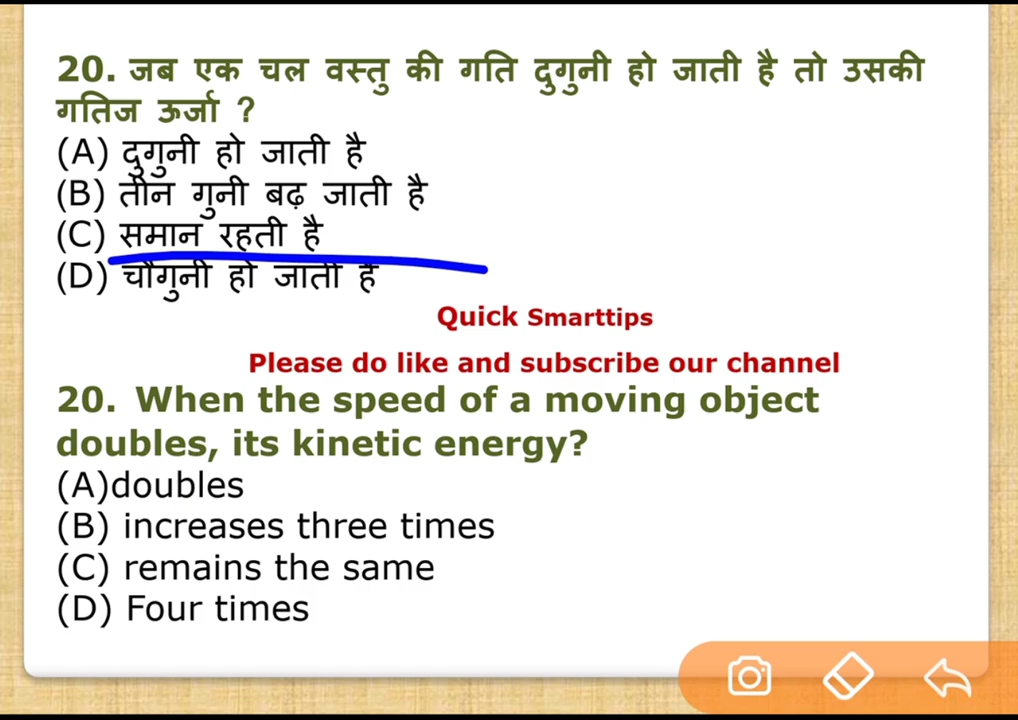 20. जब एक चल वस्तु की गति दुगुनी हो जाती है तो उसकी
गतिज ऊर्जा ?
(A) दुगुनी हो जाती है
(B) तीन गुनी बढ़ जाती है
(C) समान रहती है
(D) चौगुनी हो जाती है
Quick Smarttips
Please do like and subscribe our channel
20. When the speed of a moving object
doubles, its kinetic energy?
(A)doubles
(B) increases three times
(C) remains the same
(D) Four times